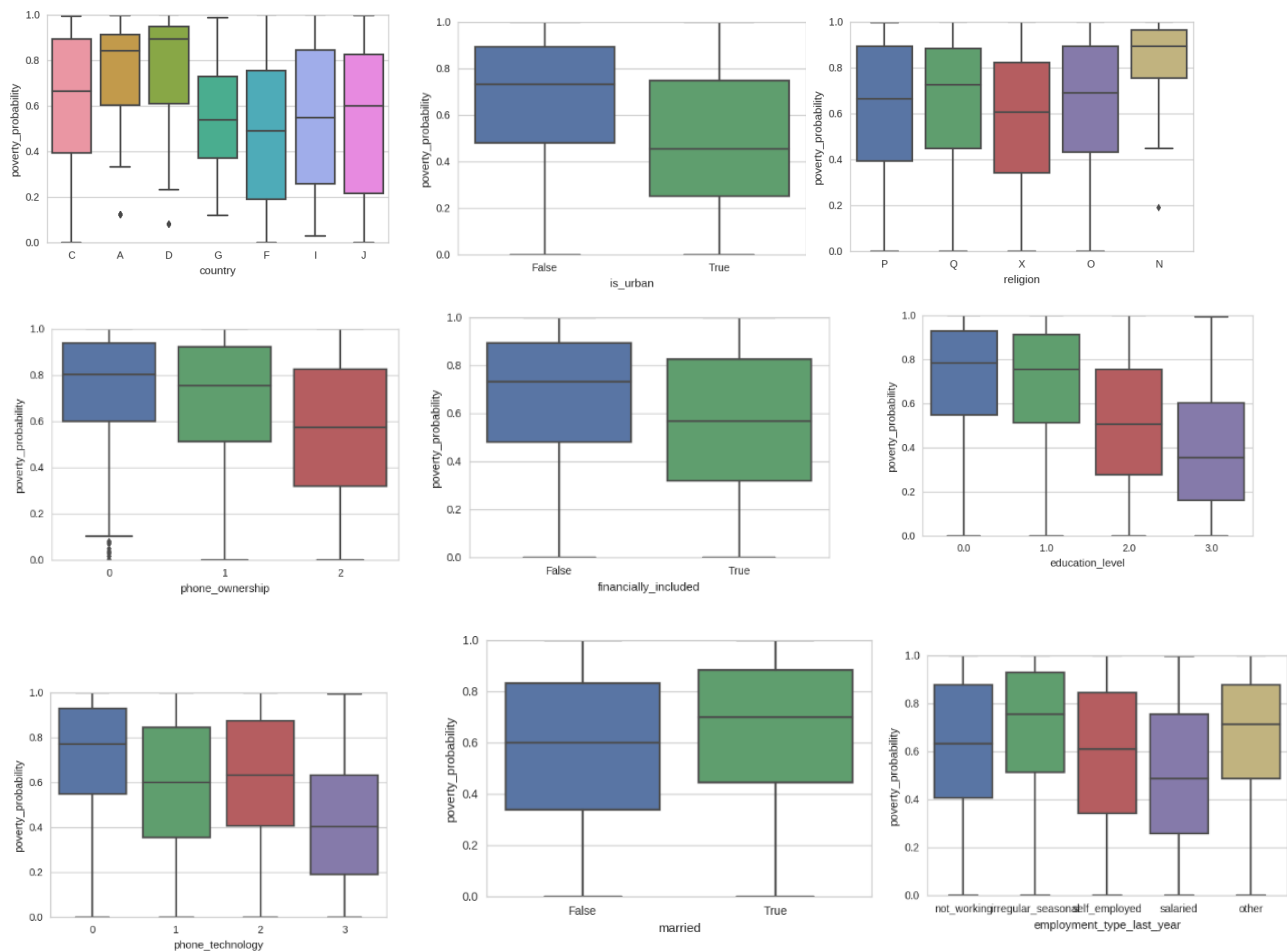 1.0
0.8
0.6
0.4
0.2
0.0
poverty_probability
C A D G F I J
country
1.0
0.8
0.6
0.4
0.2
0.0
poverty_probability
False True
is_urban
1.0
0.8
0.6
0.4
0.2
0.0
poverty_probability
P Q X O N
religion
1.0
0.8
0.6
0.4
0.2
0.0
poverty_probability
0 1 2
phone_ownership
1.0
0.8
0.6
0.4
0.2
0.0
poverty_probability
False True
financially_included
1.0
0.8
0.6
0.4
0.2
0.0
poverty_probability
0.0 1.0 2.0 3.0
education_level
1.0
0.8
0.6
0.4
0.2
0.0
poverty_probability
0 1 2 3
phone_technology
1.0
0.8
0.6
0.4
0.2
0.0
poverty_probability
False True
married
1.0
0.8
0.6
0.4
0.2
0.0
poverty_probability
not_working irregular_seasonal self_employed salaried other
employment_type_last_year